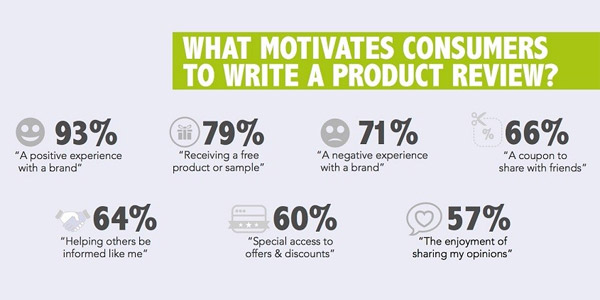 WHAT MOTIVATES CONSUMERS
TO WRITE A PRODUCT REVIEW?
93%
"A positive experience
with a brand"
79%
"Receiving a free
product or sample"
71%
"A negative experience
with a brand"
%
66%
"A coupon to
share with friends"
64%
"Helping others be
informed like me"
60%
"Special access to
offers & discounts"
57%
"The enjoyment of
sharing my opinions"